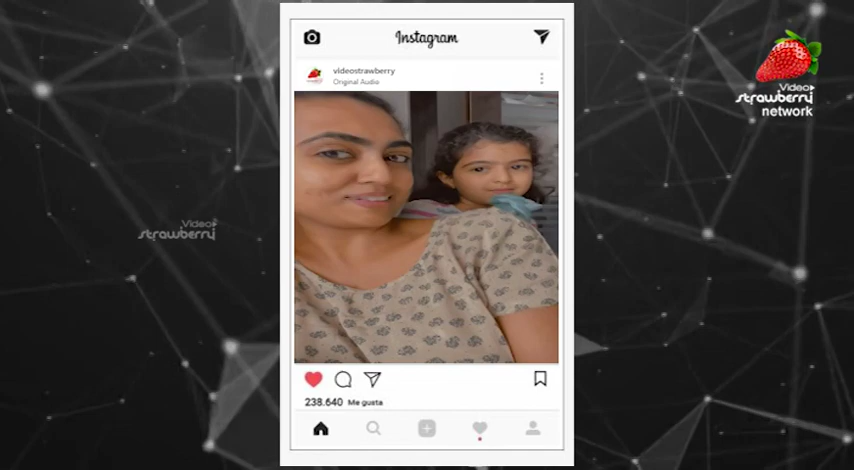 Instagram
videostrawberry
Original Audio
238.640 Me gusta
Video
strawberry
network
Video
strawberry